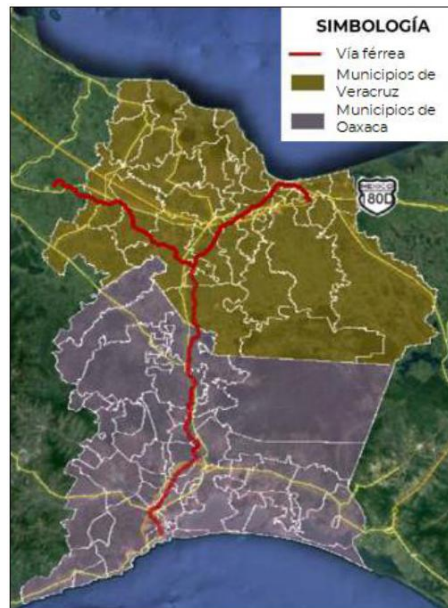 SIMBOLOGÍA
Vía férrea
Municipios de
Veracruz
Municipios de
Oaxaca
MEXICO
180D